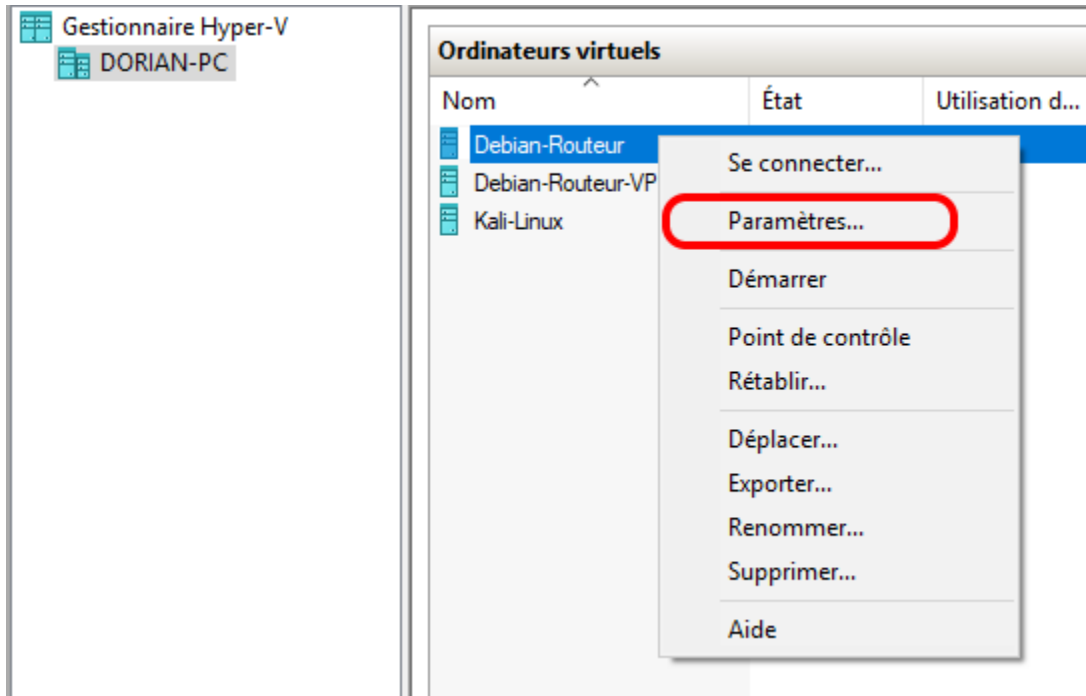 Gestionnaire Hyper-V
DORIAN-PC
Ordinateurs virtuels
Nom
État
Utilisation d...
Debian-Routeur
Debian-Routeur-VP
Kali-Linux
Se connecter...
Paramètres...
Démarrer
Point de contrôle
Rétablir...
Déplacer...
Exporter...
Renommer...
Supprimer...
Aide